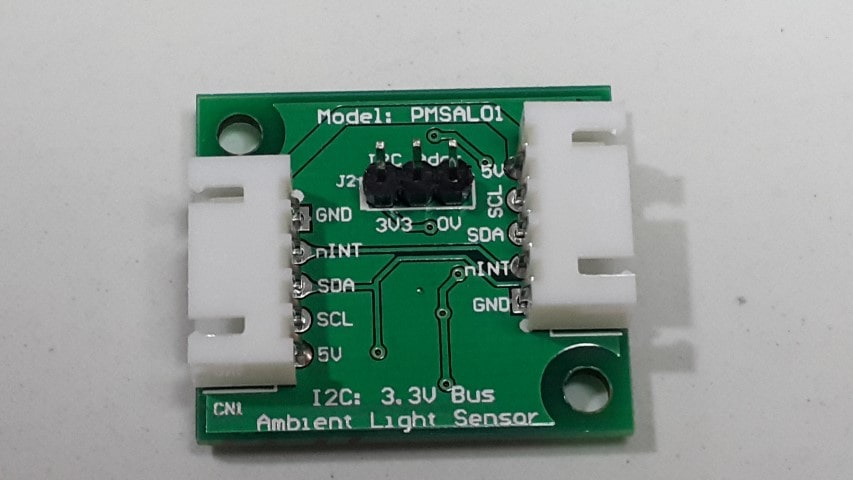 Model: PMSAL01
I2C Addr
J2
3V3 0V
GND
nINT
SDA
SCL
5V
5V
SCL
SDA
nINT
GND
CN1
I2C: 3.3V Bus
Ambient Light Sensor